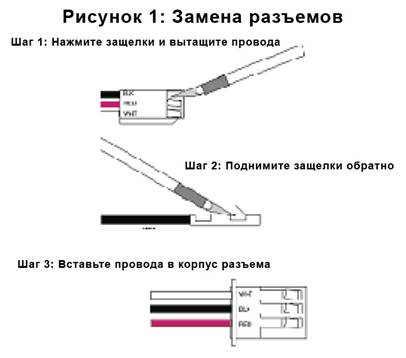 Рисунок 1: Замена разъемов
Шаг 1: Нажмите защелки и вытащите провода
BLK
RED
WHT
Шаг 2: Поднимите защелки обратно
Шаг 3: Вставьте провода в корпус разъема
WHT
BLK
RED